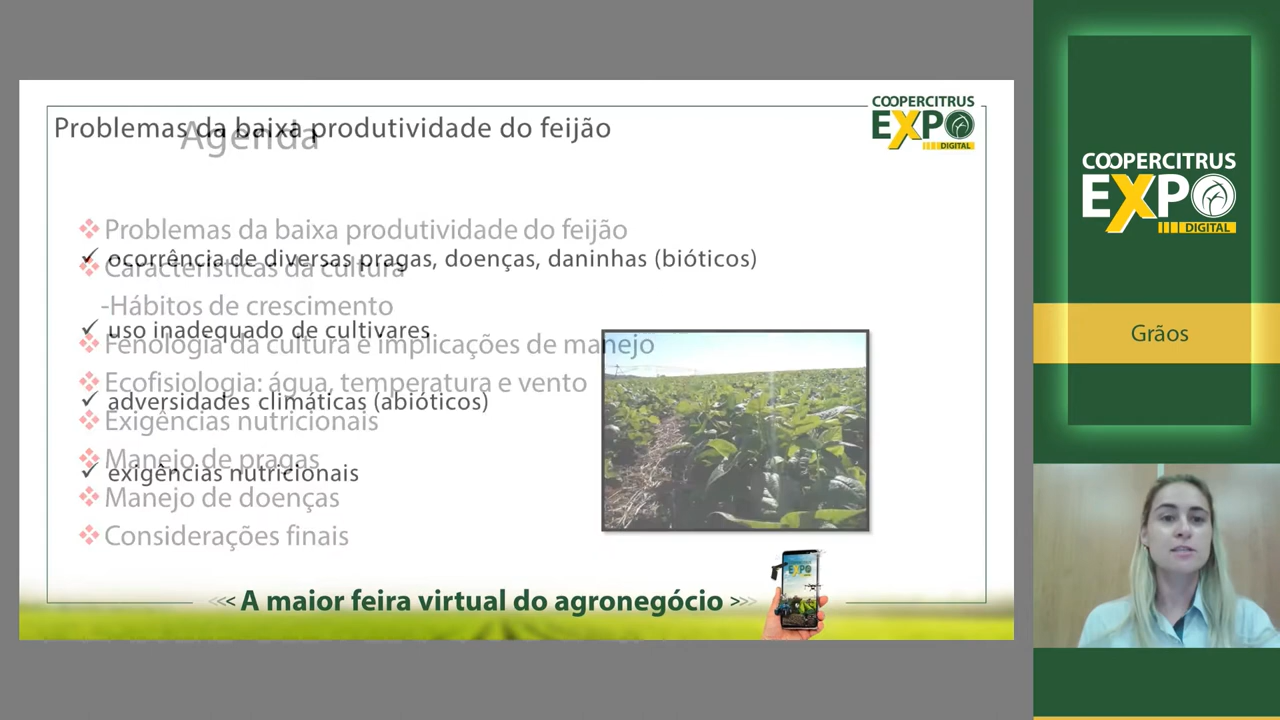 Problemas da baixa produtividade do feijão
Agenda
COOPERCITRUS
EXPO
DIGITAL
Problemas da baixa produtividade do feijão
✓ ocorrência de diversas pragas, doenças, daninhas (bióticos)
Características da cultura
-Hábitos de crescimento
✓ uso inadequado de cultivares
Fenologia da cultura e implicações de manejo
Ecofisiologia: água, temperatura e vento
✓ adversidades climáticas (abióticos)
Exigências nutricionais
Manejo de pragas
✓ exigências nutricionais
Manejo de doenças
Considerações finais
<<< A maior feira virtual do agronegócio >>>
EXPO
COOPERCITRUS
EXPO
DIGITAL
Grãos